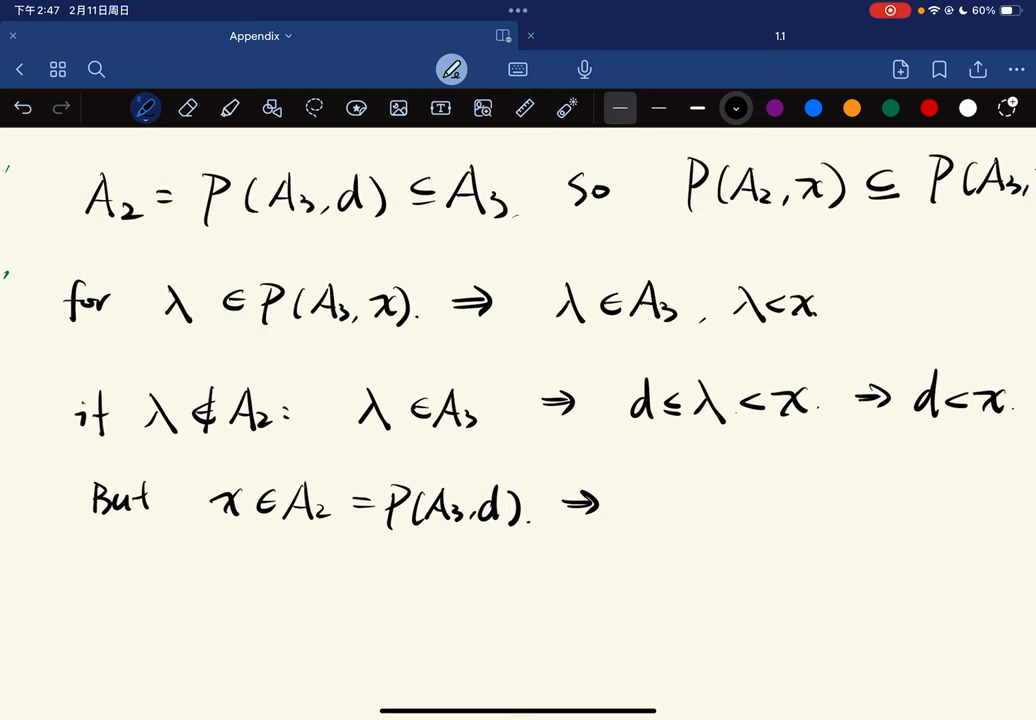 下午2:47 2月11日周日
60%
Appendix
1.1
A₂ = P(A₃,d) ⊆ A₃. so P(A₂,x) ⊆ P(A₃,
for λ ∈ P(A₃,x). ⇒ λ ∈ A₃, λ<x.
if λ ∉ A₂: λ ∈ A₃ ⇒ d ≤ λ < x. ⇒ d < x.
But x ∈ A₂ = P(A₃,d). ⇒